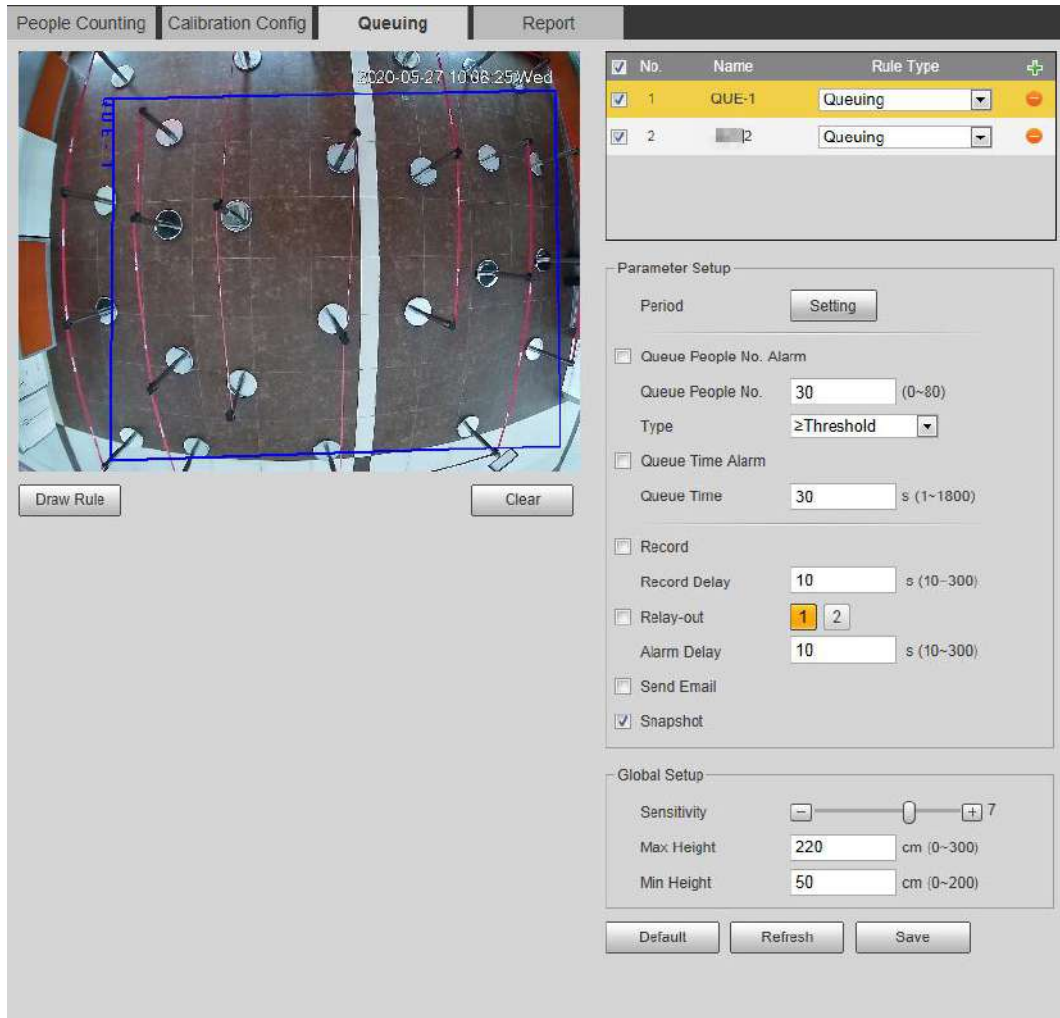 People Counting Calibration Config Queuing Report
2020-05-27 10:06:25 Wed
QUE-1
Draw Rule Clear
No. Name Rule Type
1 QUE-1 Queuing
2 2 Queuing
Parameter Setup
Period Setting
Queue People No. Alarm
Queue People No. 30 (0~80)
Type ≥Threshold
Queue Time Alarm
Queue Time 30 s (1~1800)
Record
Record Delay 10 s (10~300)
Relay-out 1 2
Alarm Delay 10 s (10~300)
Send Email
Snapshot
Global Setup
Sensitivity 7
Max Height 220 cm (0~300)
Min Height 50 cm (0~200)
Default Refresh Save